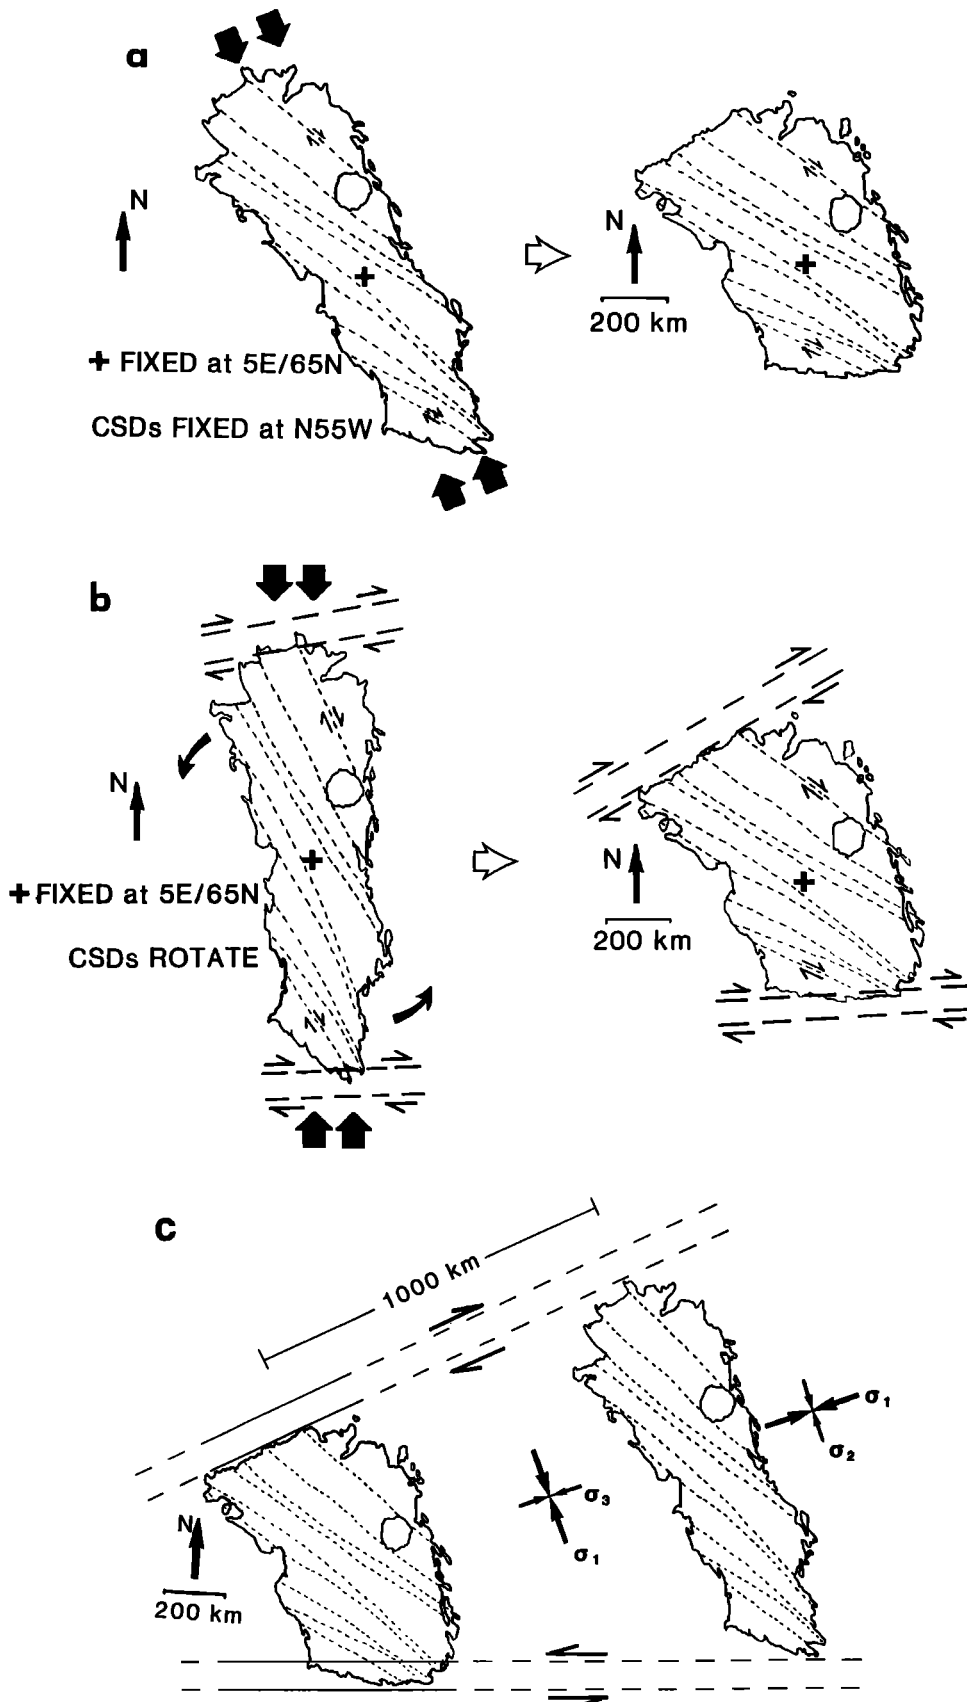 a
N
+ FIXED at 5E/65N
CSDs FIXED at N55W
N
200 km
b
N
+ FIXED at 5E/65N
CSDs ROTATE
N
200 km
c
1000 km
σ1
σ2
σ3
σ1
N
200 km